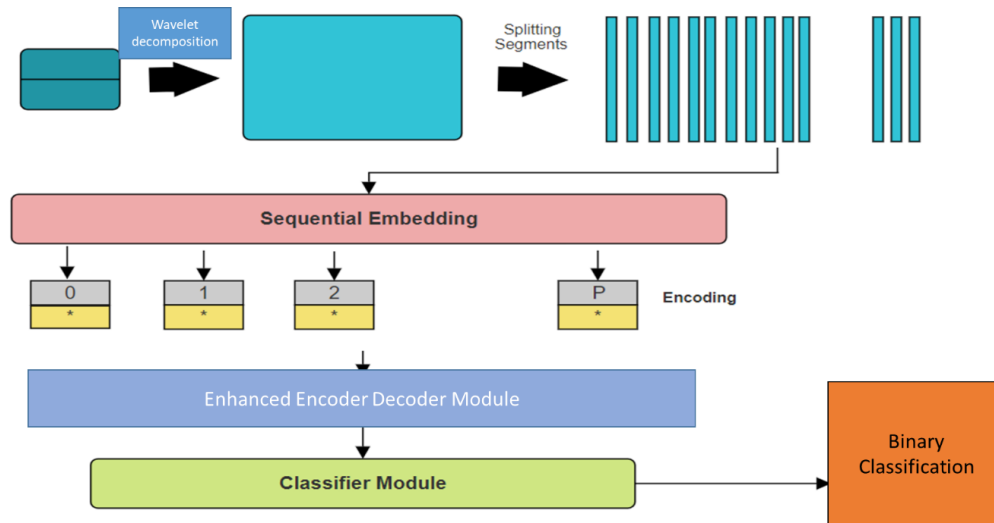 Wavelet
decomposition
Splitting
Segments
Sequential Embedding
0
1
2
P
Encoding
*
*
*
*
Enhanced Encoder Decoder Module
Binary
Classification
Classifier Module